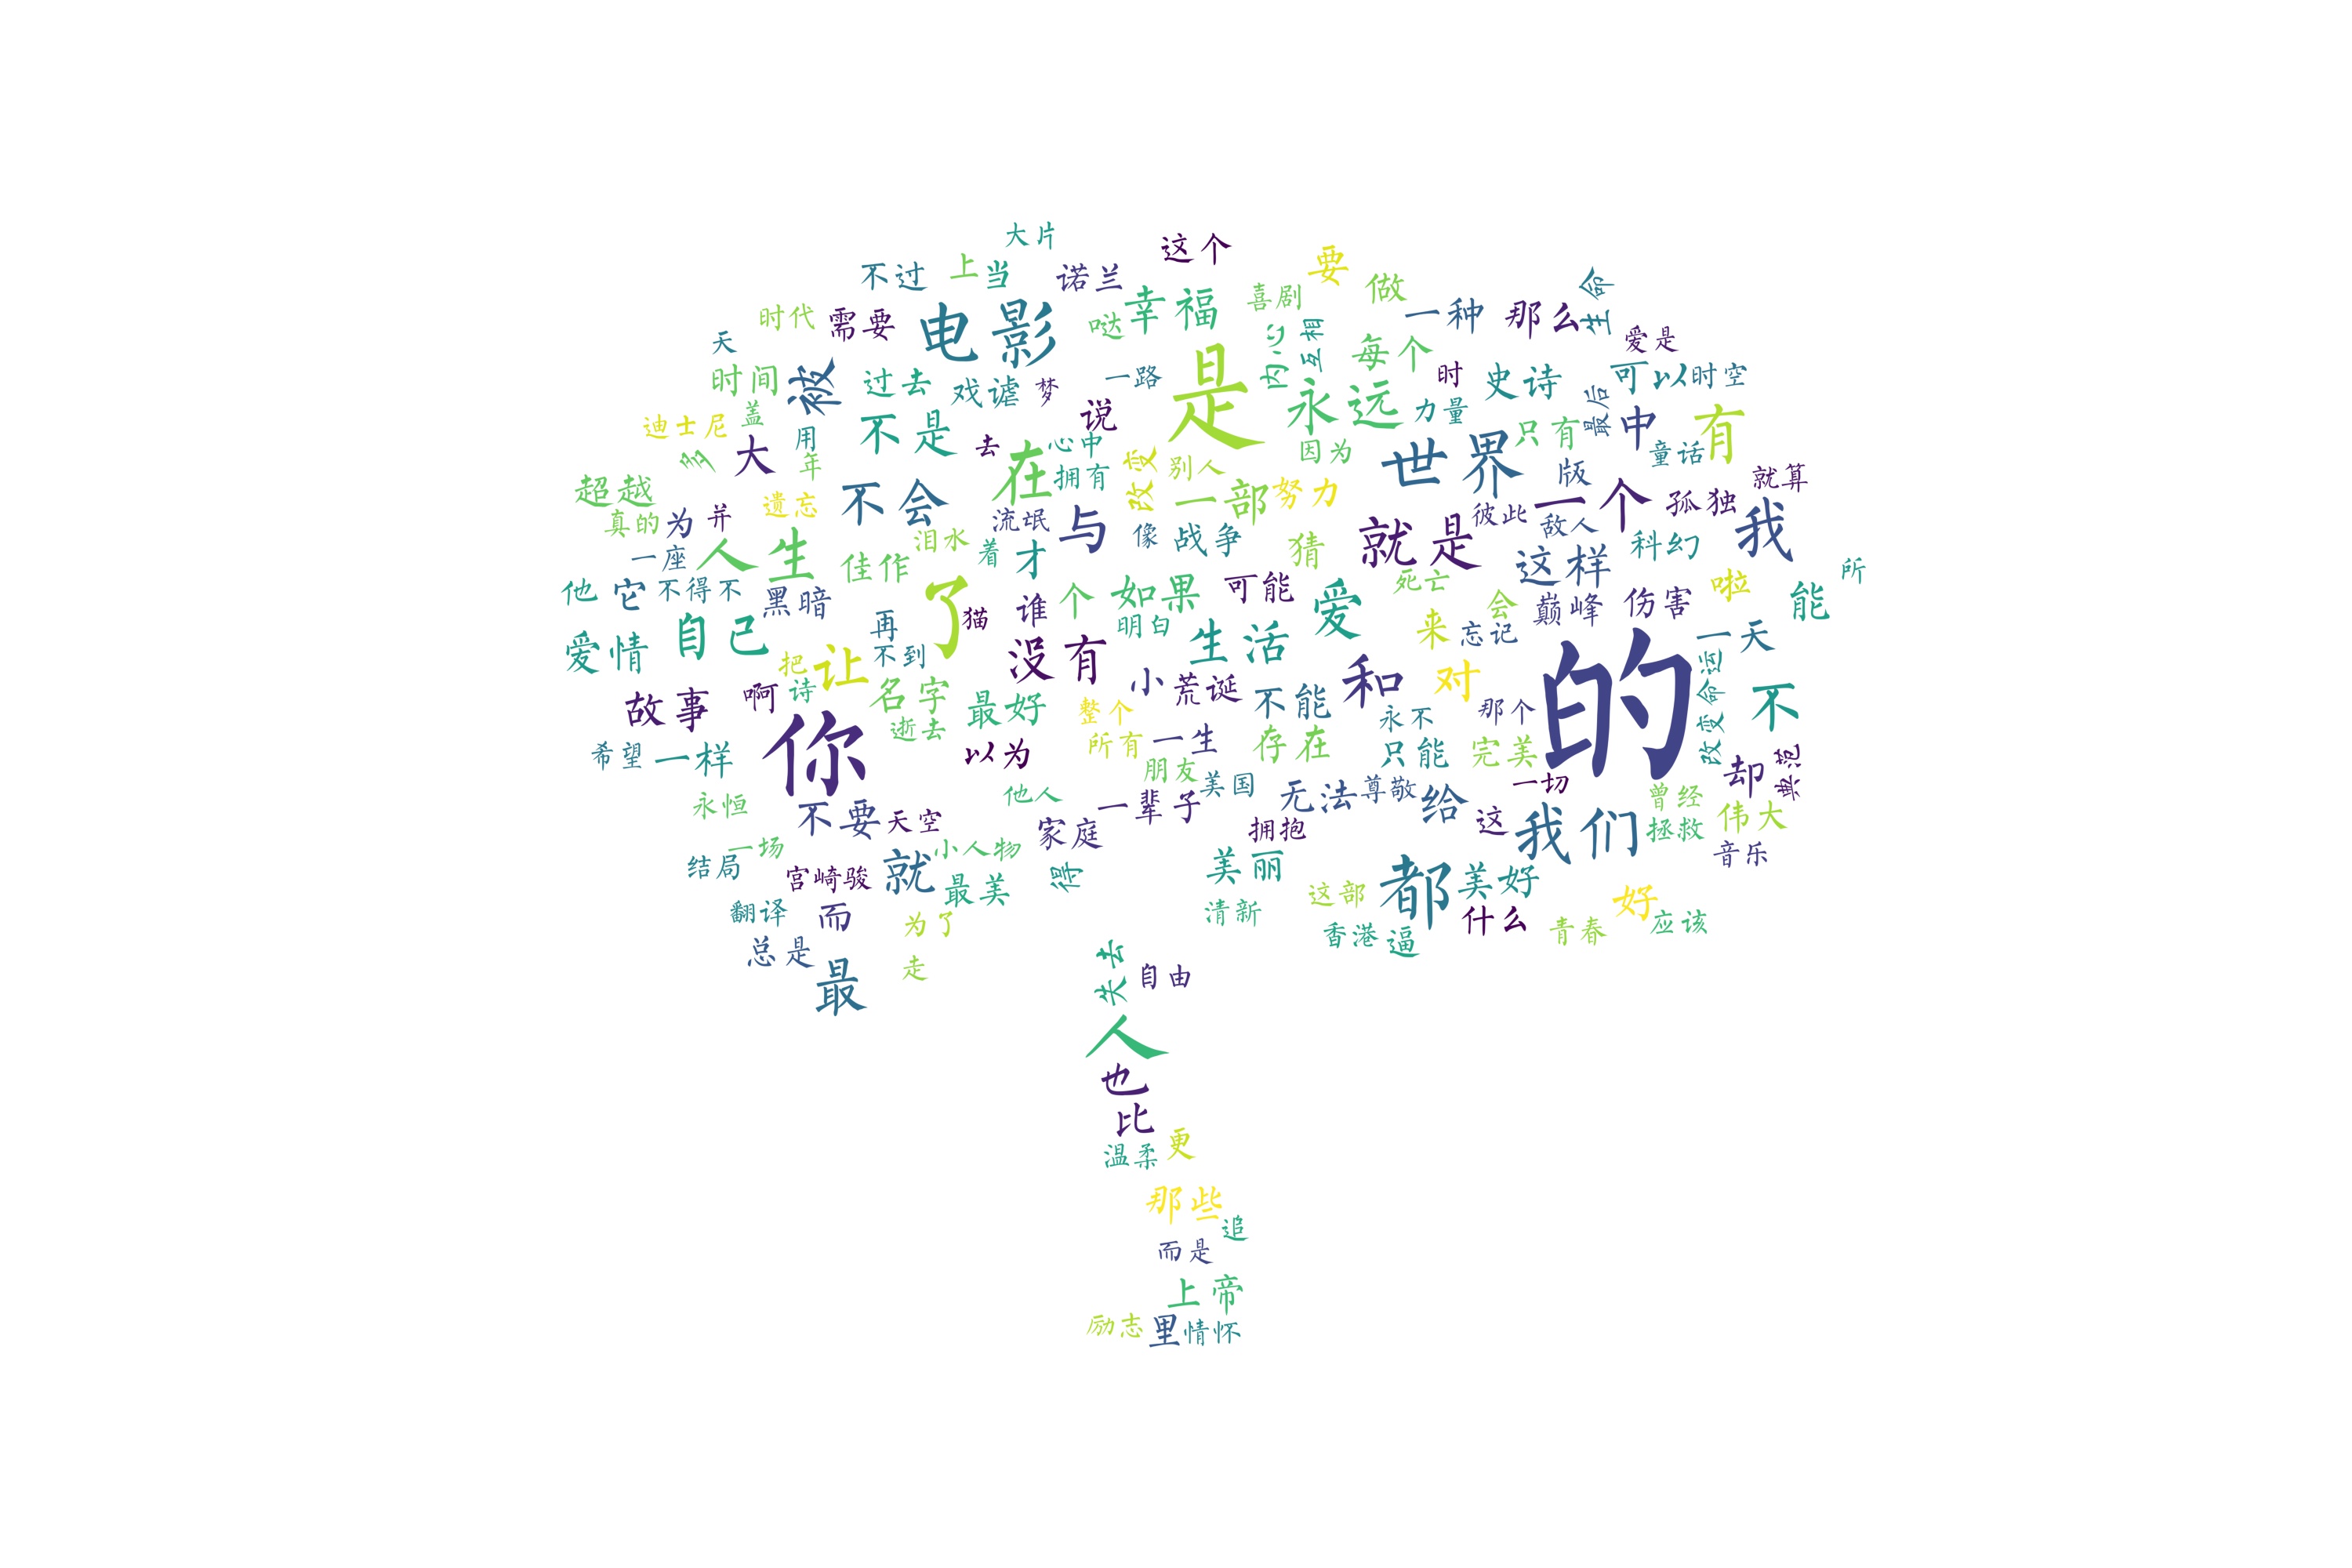 大片
这个
不过 上 当 诺兰 要
时代 需要 电影 哒 幸福 喜剧 做 一种 那么 生命
天 内心 互相 每个 爱是
时间 被 过去 戏谑 梦 一路 是 永远 时 史诗 可以 时空
迪士尼 盖 用 不是 去 说 心中 因为 力量 最后 中 有
多 大 年 在 拥有 改变 别人 世界 只有 童话
超越 遗忘 不会 一部 努力 版 一个 孤独 就算
真的 为 并 流氓 与 像 战争 就是 彼此 敌人 我
一座 人生 佳作 泪水 着 才 猜 这样 科幻 所
他 它 不得不 黑暗 了 猫 谁 个 如果 可能 爱 死亡 会 巅峰 伤害 啦 能
爱情 自己 再 不到 没有 明白 生活 来 忘记 的 一天
故事 啊 诗 把 让 名字 最好 小 荒诞 不能 和 对 改变命运 不
希望 一样 你 逝去 以为 整个 所有 一生 存在 永不 那个 只能 完美 却 典范
永恒 不要 天空 他人 一辈子 朋友 美国 无法 尊敬 给 一切 这 我们 曾经 伟大
结局 一场 小人物 家庭 拥抱 拯救 音乐
宫崎骏 就 最美 得 美丽 都 美好
翻译 而 为了 清新 这部 什么 好 应该
总是 走 香港 逼 青春
最 失去 自由
人
也
比
温柔 更
那些
追
而是
上帝
励志 里 情怀